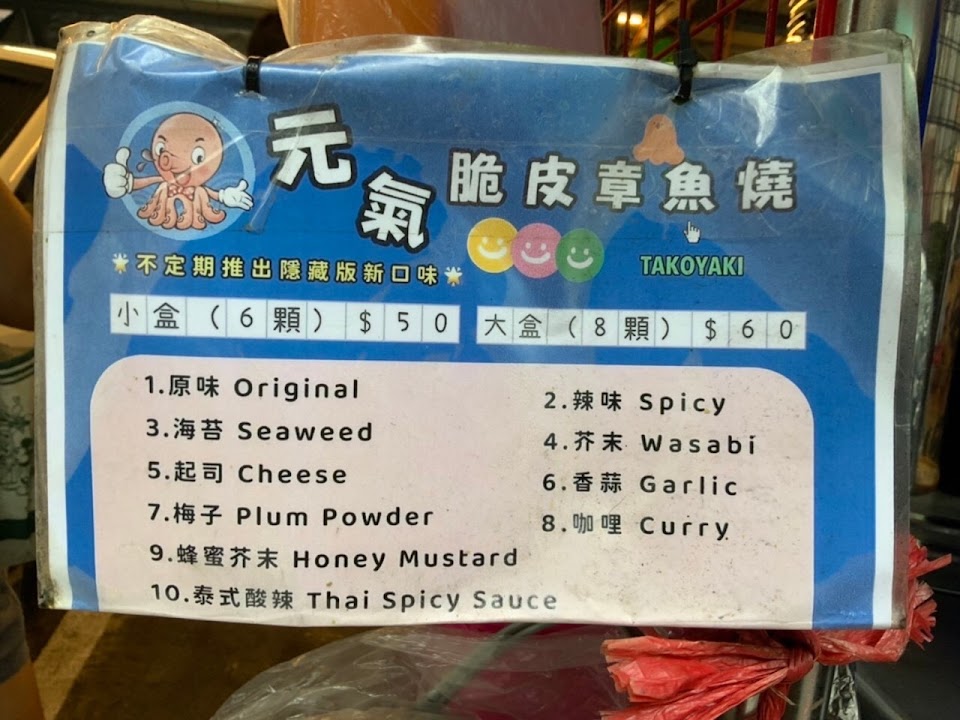 元氣脆皮章魚燒
TAKOYAKI
不定期推出隱藏版新口味
小盒(6顆)$50 大盒(8顆)$60
1.原味 Original
2.辣味 Spicy
3.海苔 Seaweed
4.芥末 Wasabi
5.起司 Cheese
6.香蒜 Garlic
7.梅子 Plum Powder
8.咖哩 Curry
9.蜂蜜芥末 Honey Mustard
10.泰式酸辣 Thai Spicy Sauce